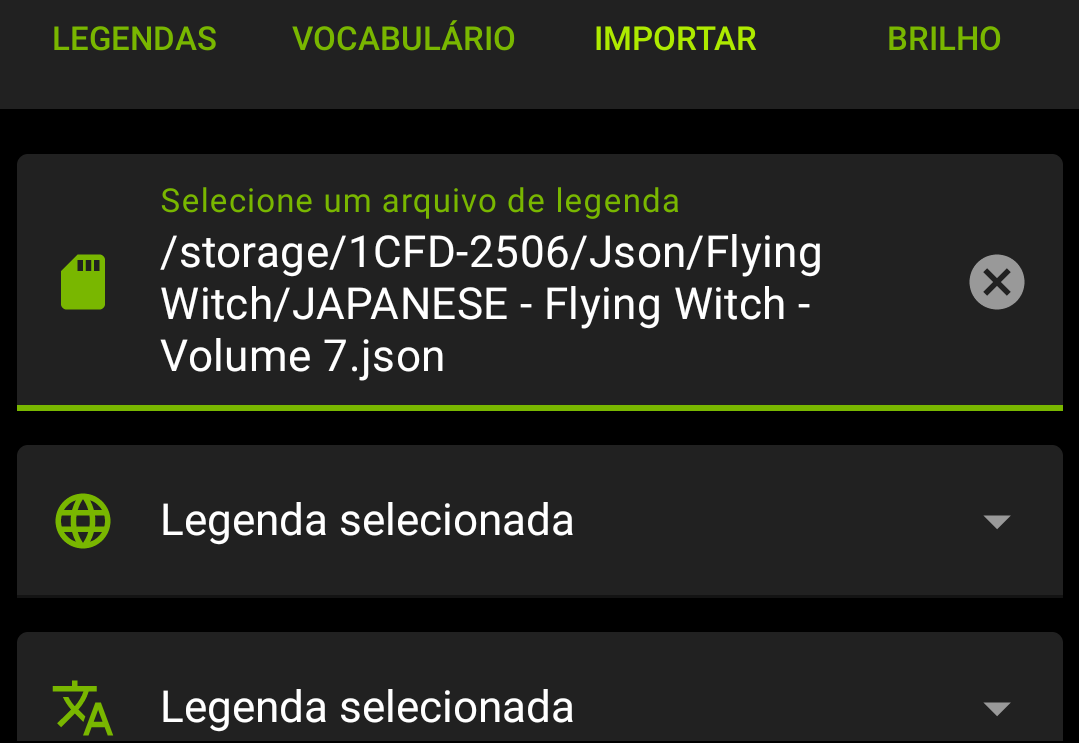 LEGENDAS VOCABULÁRIO IMPORTAR BRILHO
Selecione um arquivo de legenda
/storage/1CFD-2506/Json/Flying
Witch/JAPANESE - Flying Witch -
Volume 7.json
Legenda selecionada
Legenda selecionada